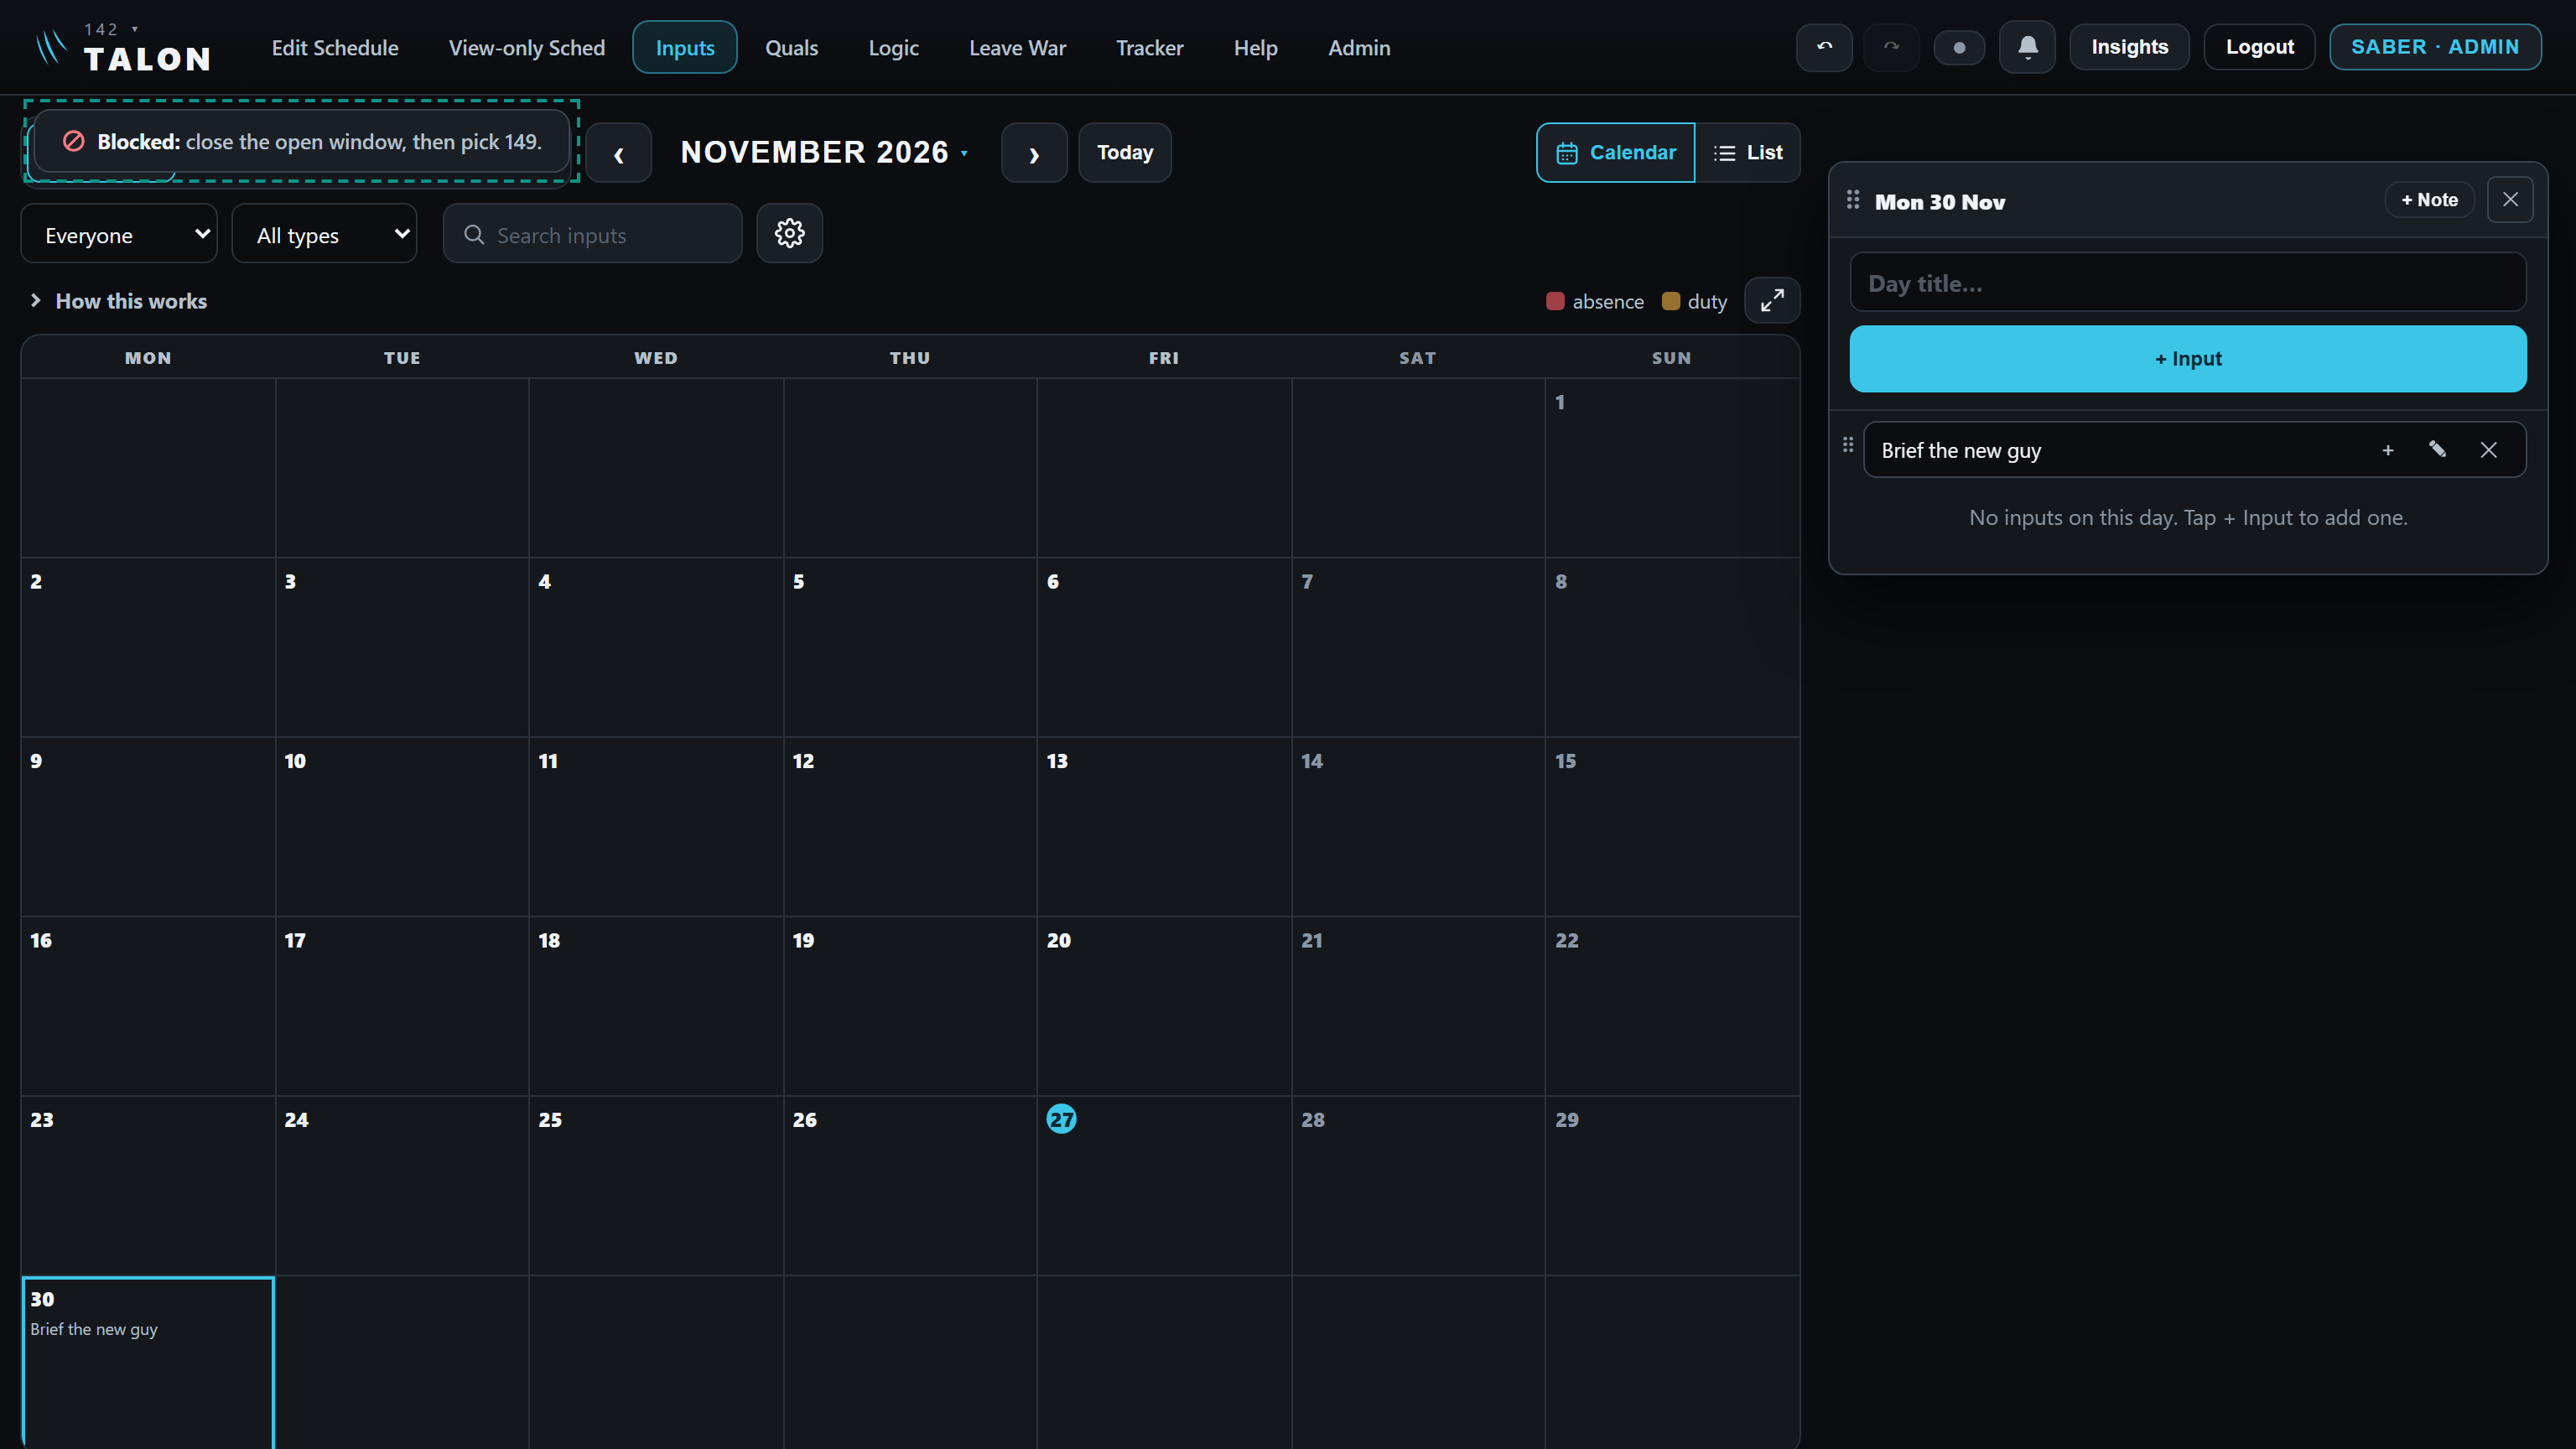 142 ▾
TALON
Edit Schedule
View-only Sched
Inputs
Quals
Logic
Leave War
Tracker
Help
Admin
Insights
Logout
SABER · ADMIN
Blocked: close the open window, then pick 149.
‹
NOVEMBER 2026 ▾
›
Today
Calendar
List
Everyone
All types
Search inputs
How this works
absence
duty
MON TUE WED THU FRI SAT SUN
1
2 3 4 5 6 7 8
9 10 11 12 13 14 15
16 17 18 19 20 21 22
23 24 25 26 27 28 29
30
Brief the new guy
Mon 30 Nov
+ Note
Day title...
+ Input
Brief the new guy
+
No inputs on this day. Tap + Input to add one.